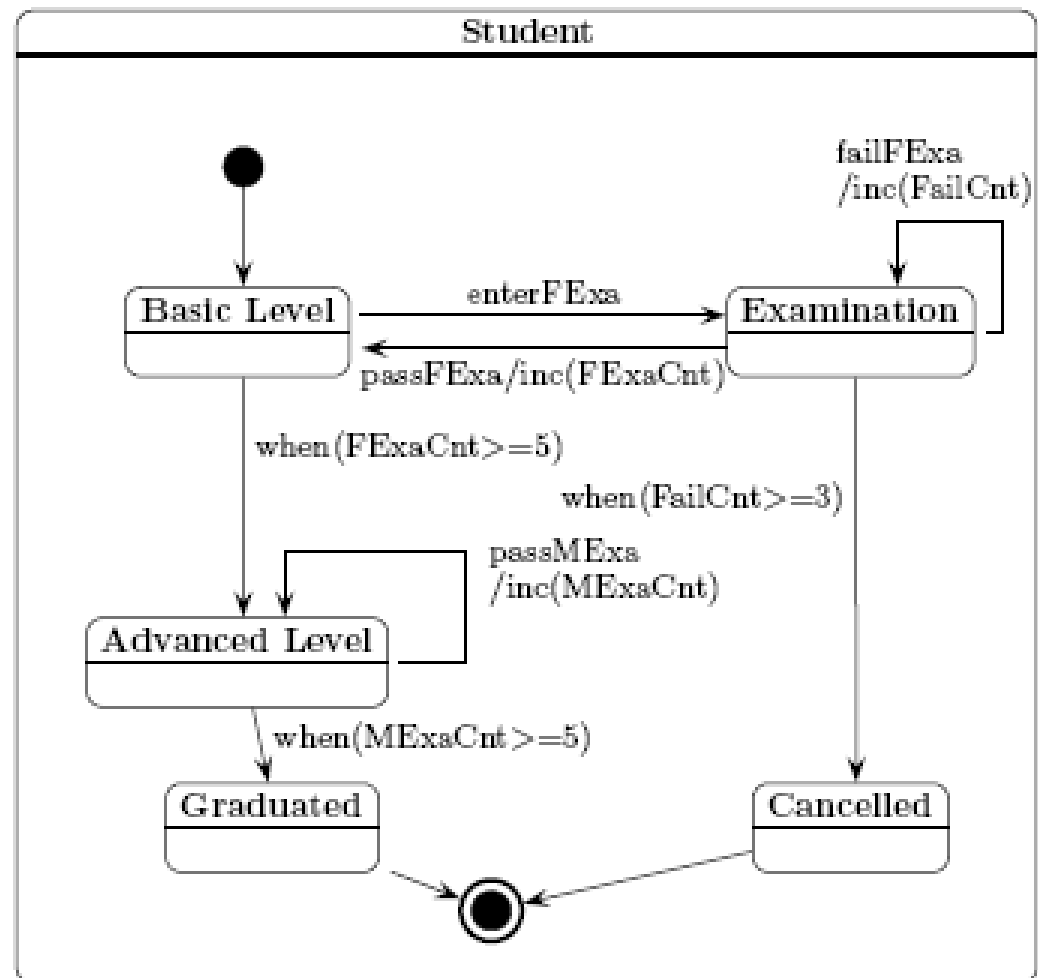 Student
failFExa
/inc(FailCnt)
Basic Level
enterFExa
Examination
passFExa/inc(FExaCnt)
when(FExaCnt>=5)
when(FailCnt>=3)
passMExa
/inc(MExaCnt)
Advanced Level
when(MExaCnt>=5)
Graduated
Cancelled